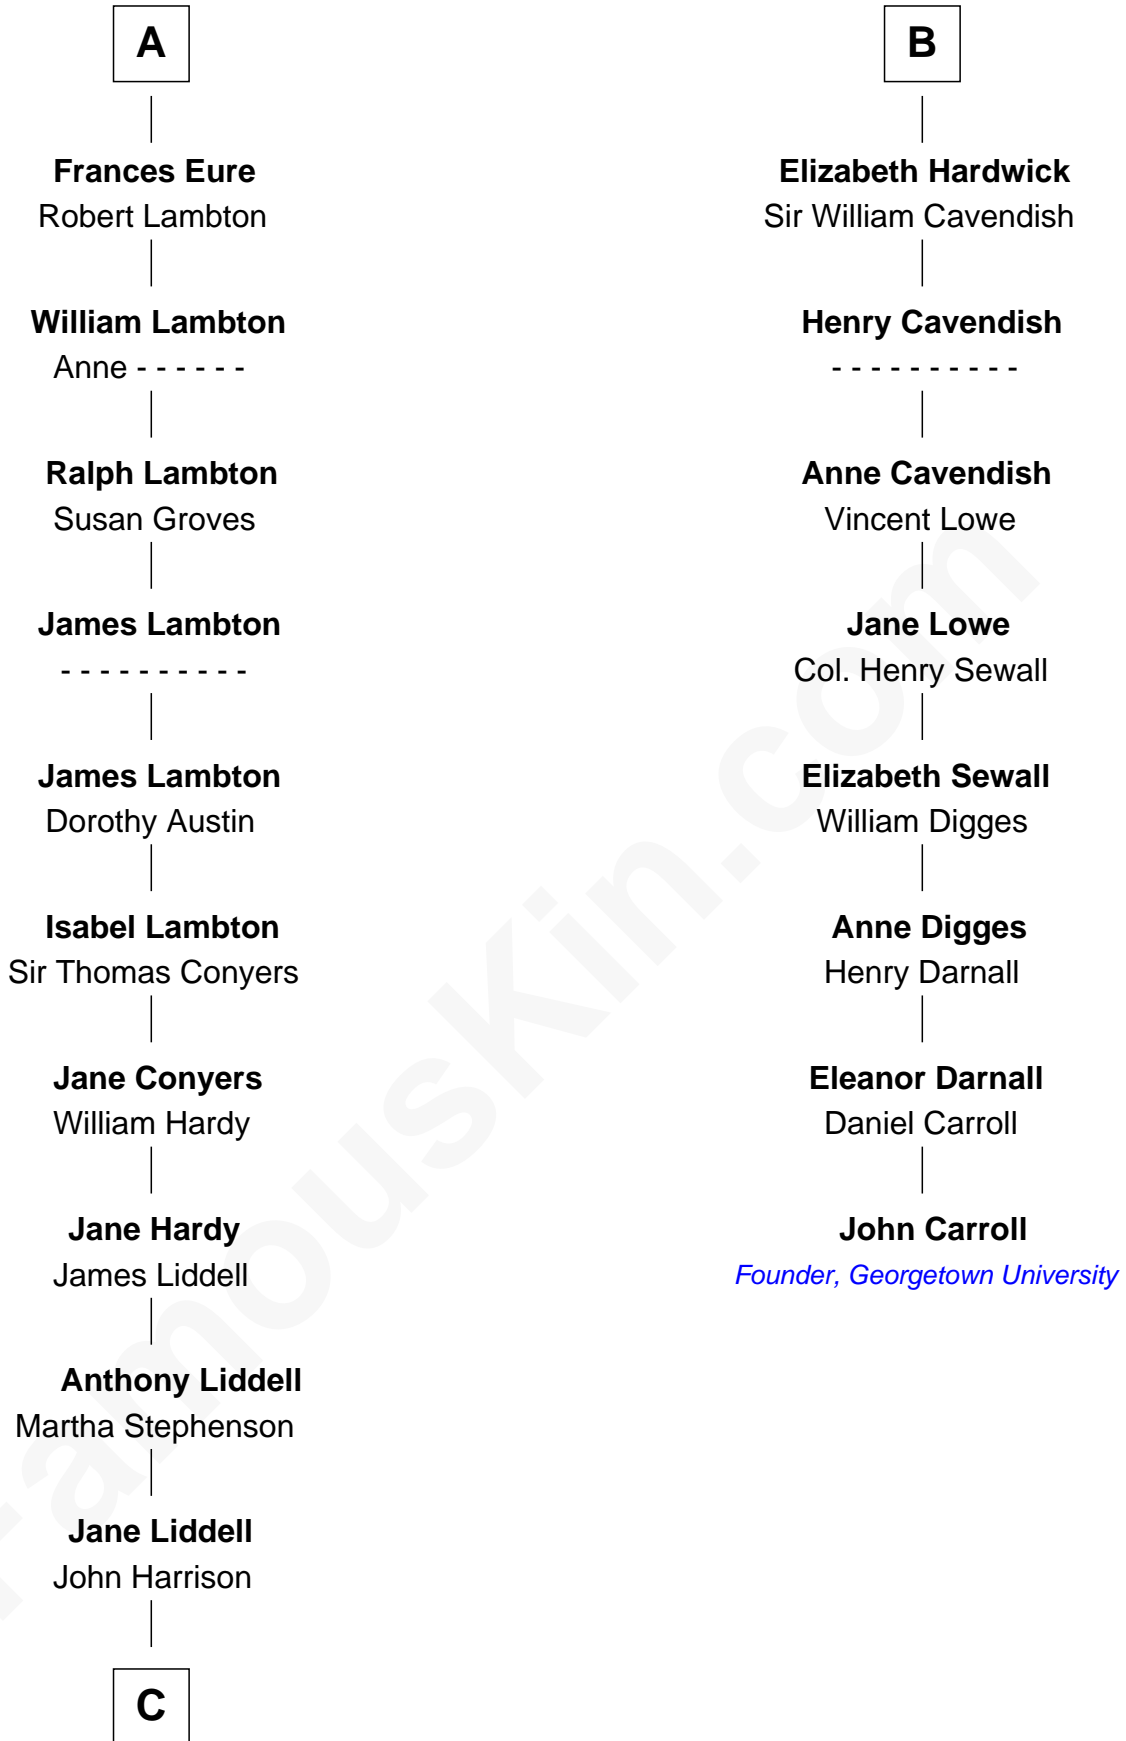 A
Frances Eure
Robert Lambton
William Lambton
Anne - - - - - -
Ralph Lambton
Susan Groves
James Lambton
- - - - - - - - - -
James Lambton
Dorothy Austin
Isabel Lambton
Sir Thomas Conyers
Jane Conyers
William Hardy
Jane Hardy
James Liddell
Anthony Liddell
Martha Stephenson
Jane Liddell
John Harrison
C
B
Elizabeth Hardwick
Sir William Cavendish
Henry Cavendish
- - - - - - - - - -
Anne Cavendish
Vincent Lowe
Jane Lowe
Col. Henry Sewall
Elizabeth Sewall
William Digges
Anne Digges
Henry Darnall
Eleanor Darnall
Daniel Carroll
John Carroll
Founder, Georgetown University
FamousKin.com